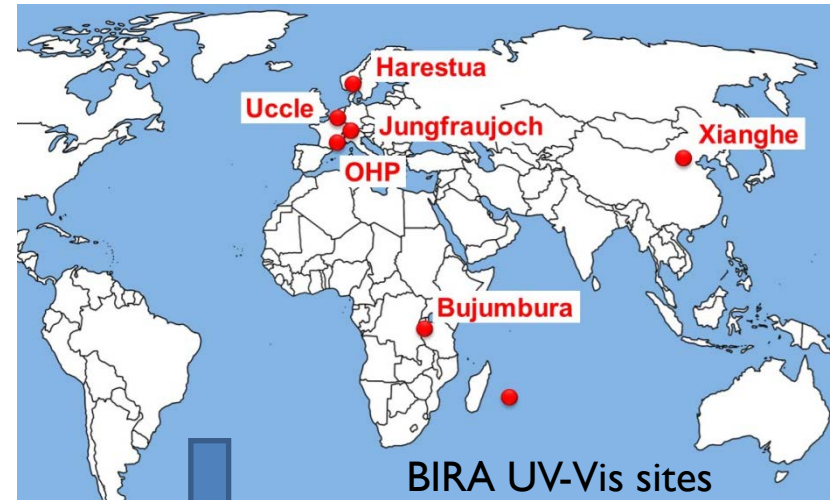 Harestua
Uccle
Jungfraujoch
Xianghe
OHP
Bujumbura
BIRA UV-Vis sites